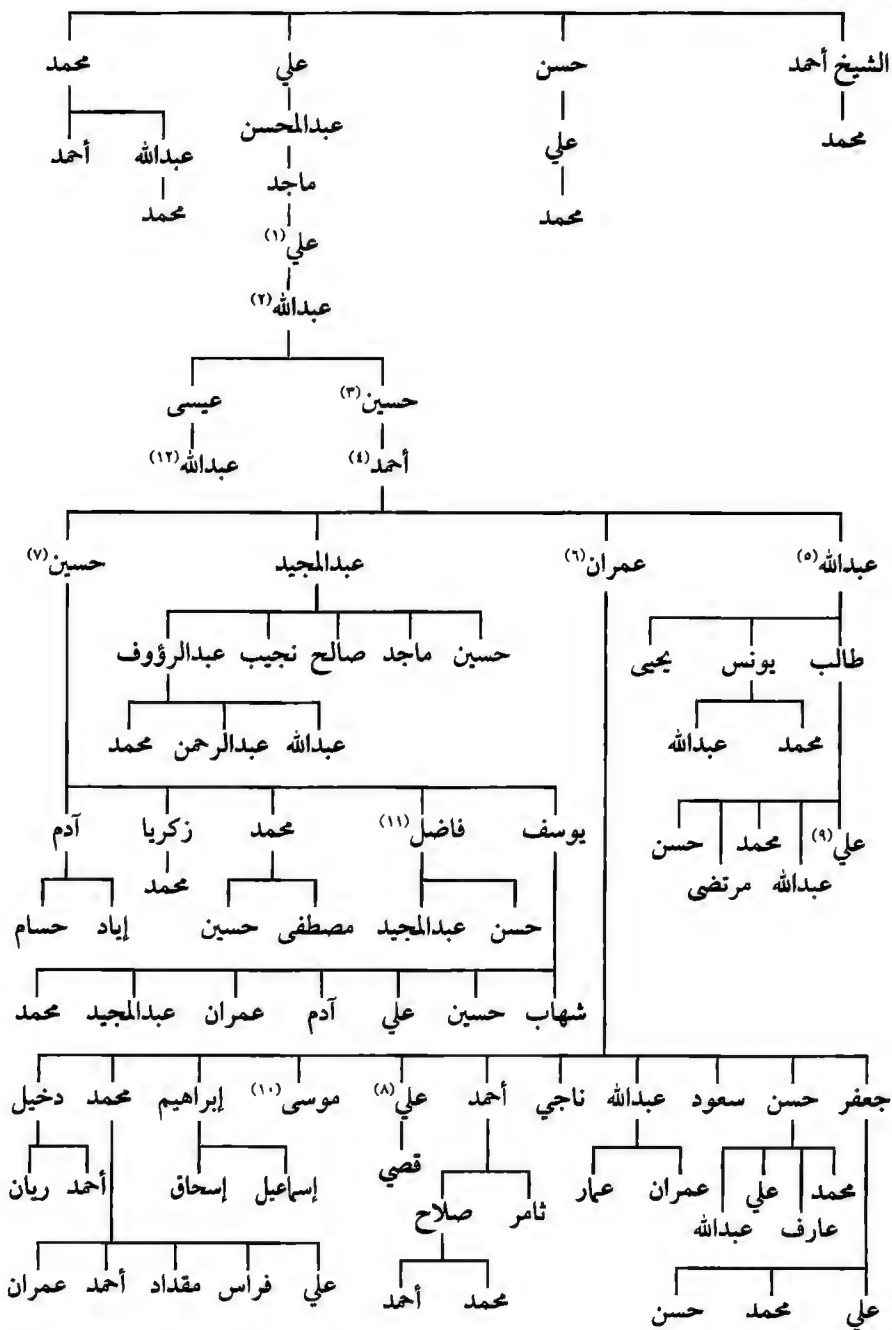 الشيخ أحمد حسن علي محمد
محمد علي عبدالمحسن عبدالله أحمد
محمد ماجد محمد
علي(١)
عبدالله(٢)
حسين(٣) عيسى
أحمد(٤) عبدالله(١٢)
عبدالله(٥) عمران(٦) عبدالمجيد حسين(٧)
طالب يونس يحيى حسين ماجد صالح نجيب عبدالرؤوف
محمد عبدالله عبدالله عبدالرحمن محمد
علي(٩) عبدالله محمد مرتضى حسن
يوسف فاضل(١١) محمد زكريا آدم
حسن عبدالمجيد مصطفى حسين محمد إياد حسام
شهاب حسين علي آدم عمران عبدالمجيد محمد
جعفر حسن سعود عبدالله ناجي أحمد علي(٨) موسى(١٠) إبراهيم محمد دخيل
محمد عارف علي عبدالله عمران عمار ثامر صلاح قصي إسماعيل إسحاق أحمد ريان
علي محمد حسن محمد أحمد علي فراس مقداد أحمد عمران